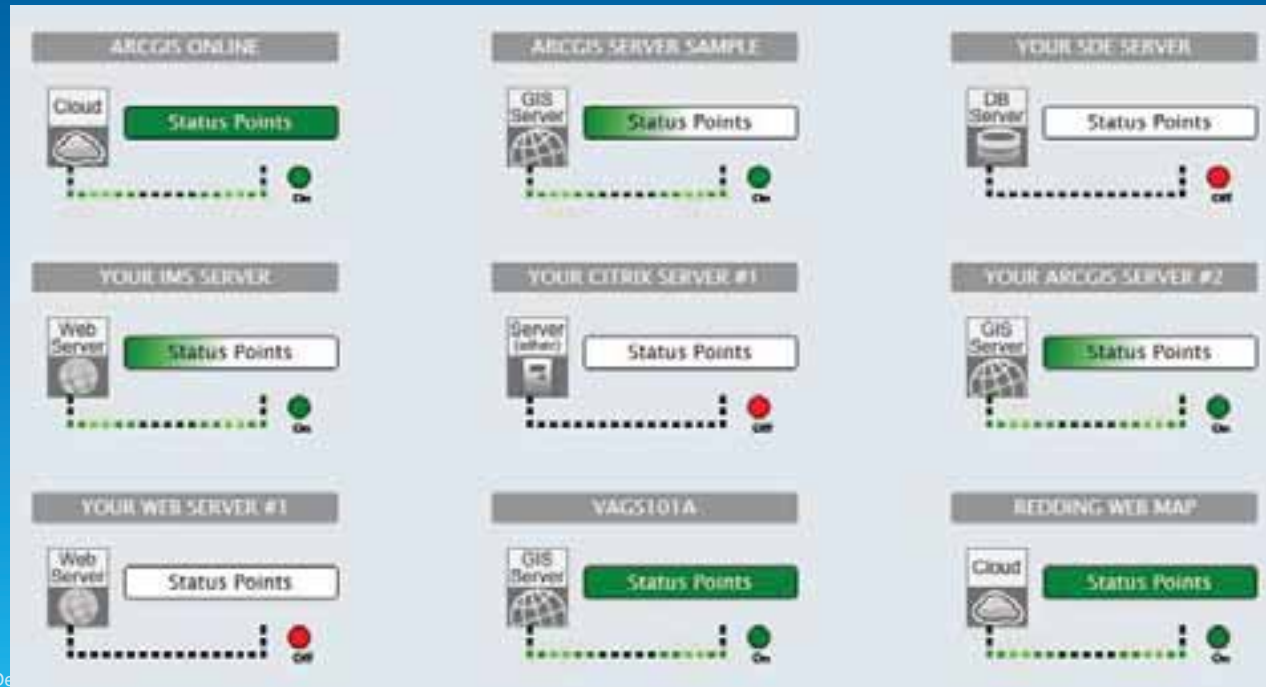 ARCGIS ONLINE
Cloud
Status Points
On
ARCGIS SERVER SAMPLE
GIS
Server
Status Points
On
YOUR SDE SERVER
DB
Server
Status Points
Off
YOUR IMS SERVER
Web
Server
Status Points
On
YOUR CITRIX SERVER #1
Server
(other)
Status Points
Off
YOUR ARCGIS SERVER #2
GIS
Server
Status Points
On
YOUR WEB SERVER #1
Web
Server
Status Points
Off
VAGS101A
GIS
Server
Status Points
On
REDDING WEB MAP
Cloud
Status Points
On